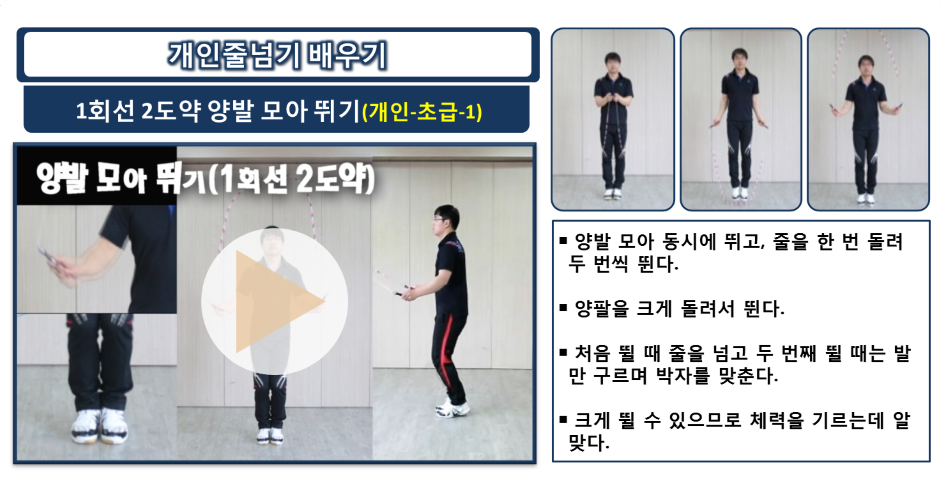 개인줄넘기 배우기
1회선 2도약 양발 모아 뛰기(개인-초급-1)
양발 모아 뛰기(1회선 2도약)
▪ 양발 모아 동시에 뛰고, 줄을 한 번 돌려
두 번씩 뛴다.
▪ 양팔을 크게 돌려서 뛴다.
▪ 처음 뛸 때 줄을 넘고 두 번째 뛸 때는 발
만 구르며 박자를 맞춘다.
▪ 크게 뛸 수 있으므로 체력을 기르는데 알
맞다.